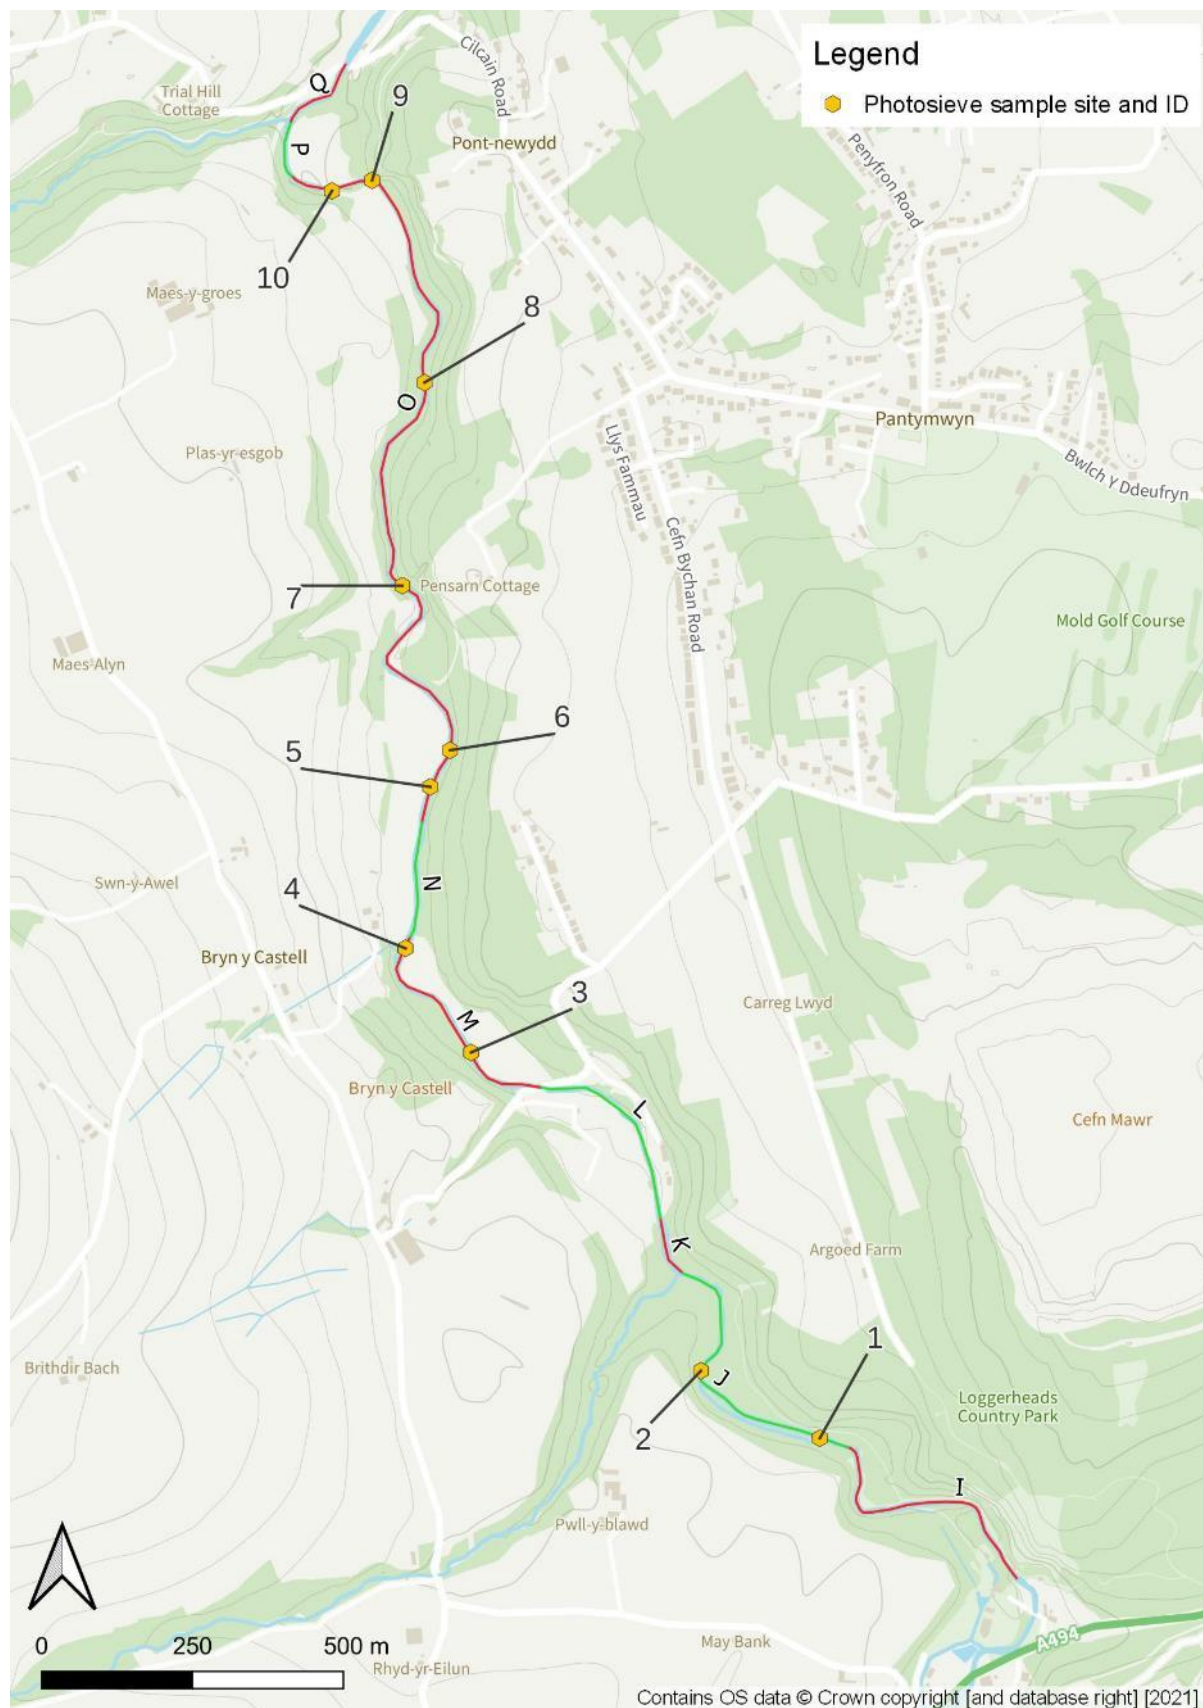 Legend
Photosieve sample site and ID
Cilcain Road
Q
9
Trial Hill
Cottage
P
Pont-newydd
Penyfron Road
10
Maes-y-groes
8
O
Pantymwyn
Plas-yr-esgob
Llys Fammau
Bwlch Y Ddeufryn
Cefn Bychan Road
7
Pensarn Cottage
Mold Golf Course
Maes Alyn
6
5
Swn-y-Awel
N
4
Bryn y Castell
3
Carreg Lwyd
M
Bryn y Castell
L
Cefn Mawr
K
Argoed Farm
1
Brithdir Bach
J
Loggerheads
Country Park
2
I
Pwll-y-blawd
0 250 500 m
May Bank
A494
Rhyd-yr-Eilun
Contains OS data © Crown copyright [and database right] [2021]